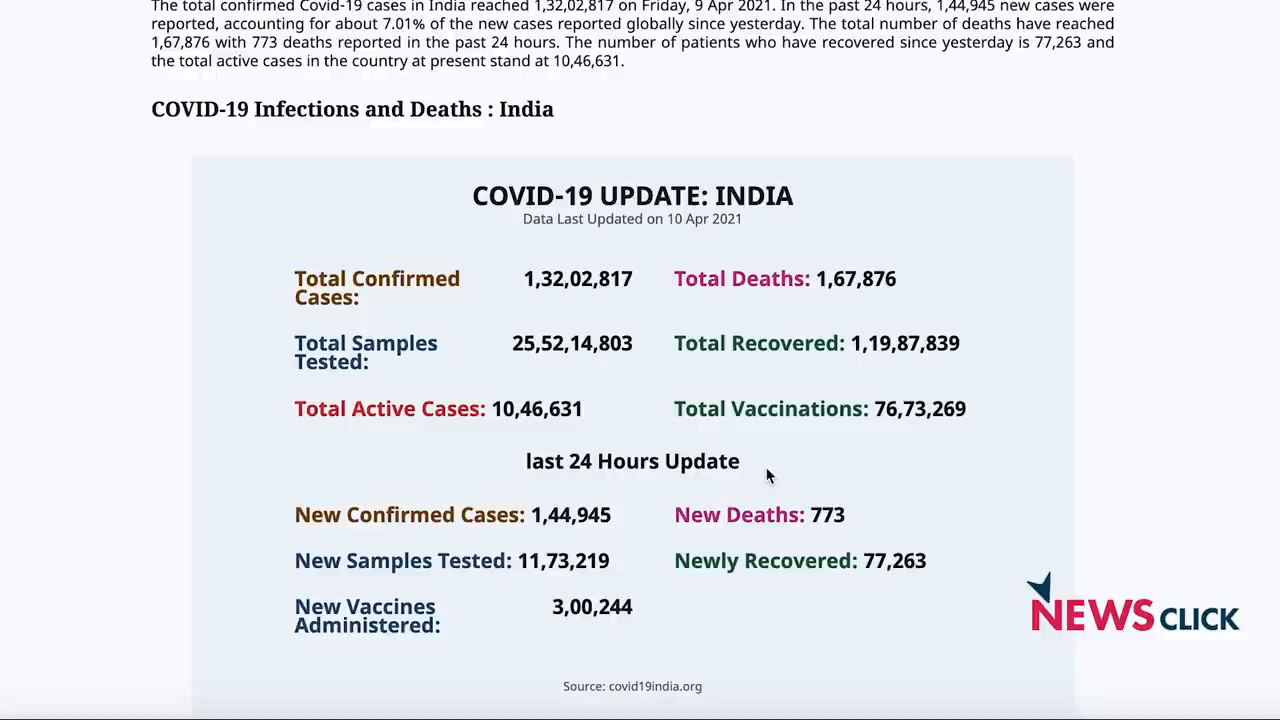 The total confirmed Covid-19 cases in India reached 1,32,02,817 on Friday, 9 Apr 2021. In the past 24 hours, 1,44,945 new cases were
reported, accounting for about 7.01% of the new cases reported globally since yesterday. The total number of deaths have reached
1,67,876 with 773 deaths reported in the past 24 hours. The number of patients who have recovered since yesterday is 77,263 and
the total active cases in the country at present stand at 10,46,631.
COVID-19 Infections and Deaths : India
COVID-19 UPDATE: INDIA
Data Last Updated on 10 Apr 2021
Total Confirmed Cases: 1,32,02,817 Total Deaths: 1,67,876
Total Samples Tested: 25,52,14,803 Total Recovered: 1,19,87,839
Total Active Cases: 10,46,631 Total Vaccinations: 76,73,269
last 24 Hours Update
New Confirmed Cases: 1,44,945 New Deaths: 773
New Samples Tested: 11,73,219 Newly Recovered: 77,263
New Vaccines Administered: 3,00,244
NEWSCLICK
Source: covid19india.org